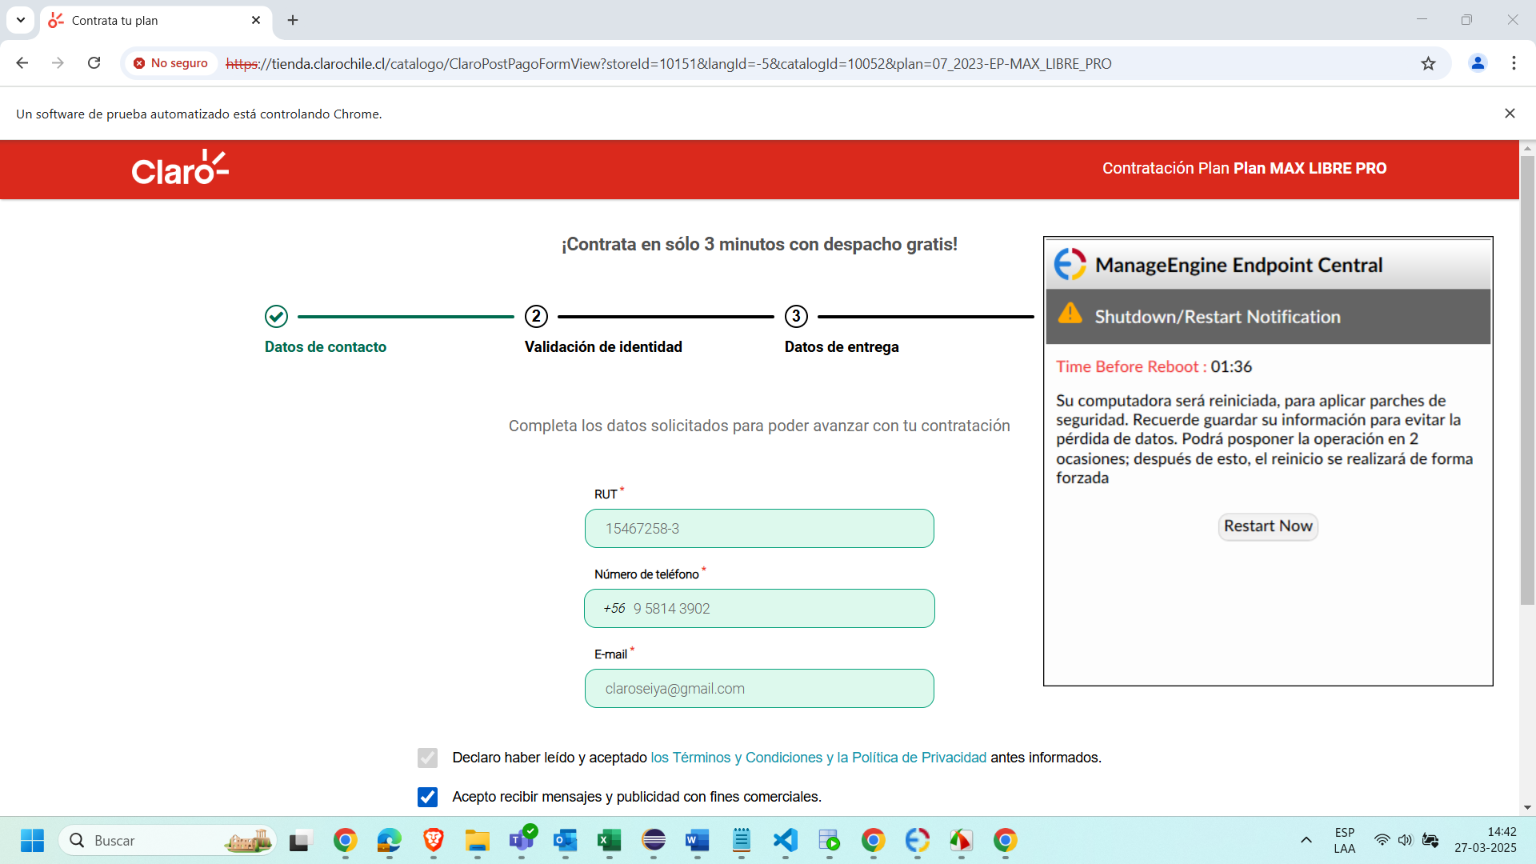 Contrata tu plan
No seguro
https://tienda.clarochile.cl/catalogo/ClaroPostPagoFormView?storeId=10151&langId=-5&catalogId=10052&plan=07_2023-EP-MAX_LIBRE_PRO
Un software de prueba automatizado está controlando Chrome.
Claro
Contratación Plan Plan MAX LIBRE PRO
¡Contrata en sólo 3 minutos con despacho gratis!
2
3
Datos de contacto
Validación de identidad
Datos de entrega
Completa los datos solicitados para poder avanzar con tu contratación
RUT *
15467258-3
Número de teléfono *
+56 9 5814 3902
E-mail *
claroseiya@gmail.com
Declaro haber leído y aceptado los Términos y Condiciones y la Política de Privacidad antes informados.
Acepto recibir mensajes y publicidad con fines comerciales.
ManageEngine Endpoint Central
Shutdown/Restart Notification
Time Before Reboot : 01:36
Su computadora será reiniciada, para aplicar parches de
seguridad. Recuerde guardar su información para evitar la
pérdida de datos. Podrá posponer la operación en 2
ocasiones; después de esto, el reinicio se realizará de forma
forzada
Restart Now
Buscar
ESP
LAA
14:42
27-03-2025